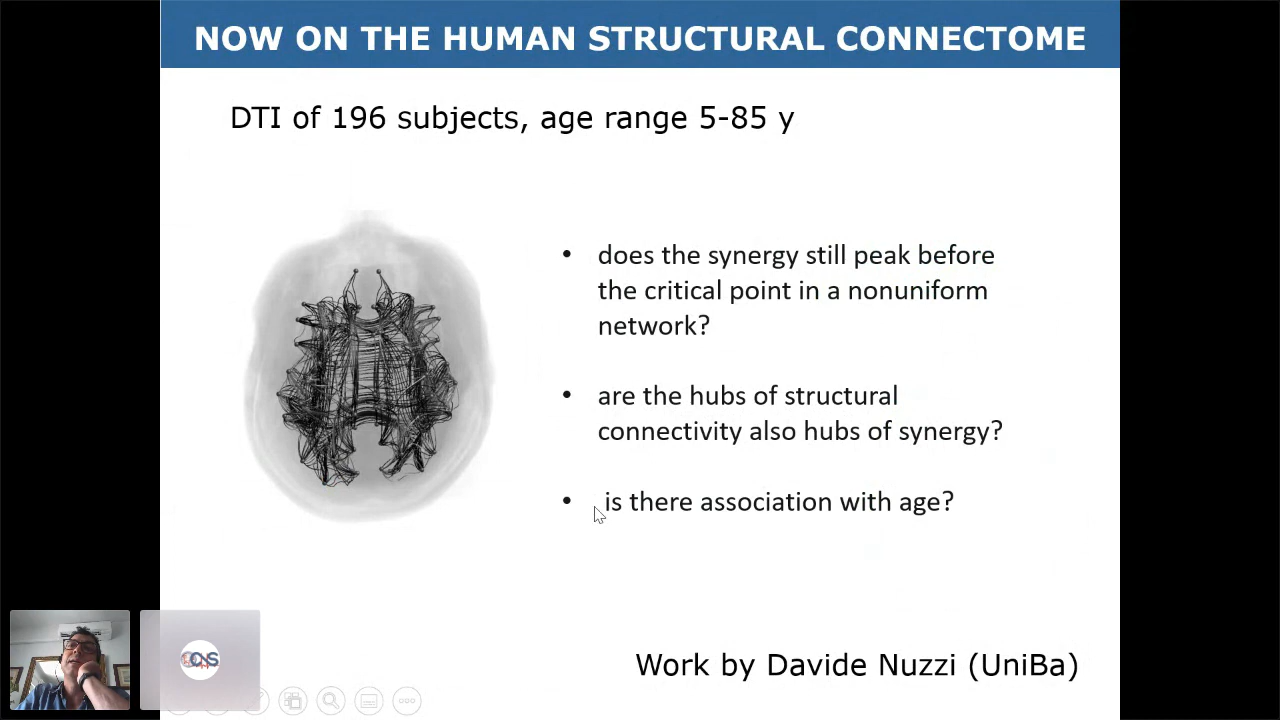 NOW ON THE HUMAN STRUCTURAL CONNECTOME
DTI of 196 subjects, age range 5-85 y
• does the synergy still peak before
the critical point in a nonuniform
network?
• are the hubs of structural
connectivity also hubs of synergy?
• is there association with age?
Work by Davide Nuzzi (UniBa)